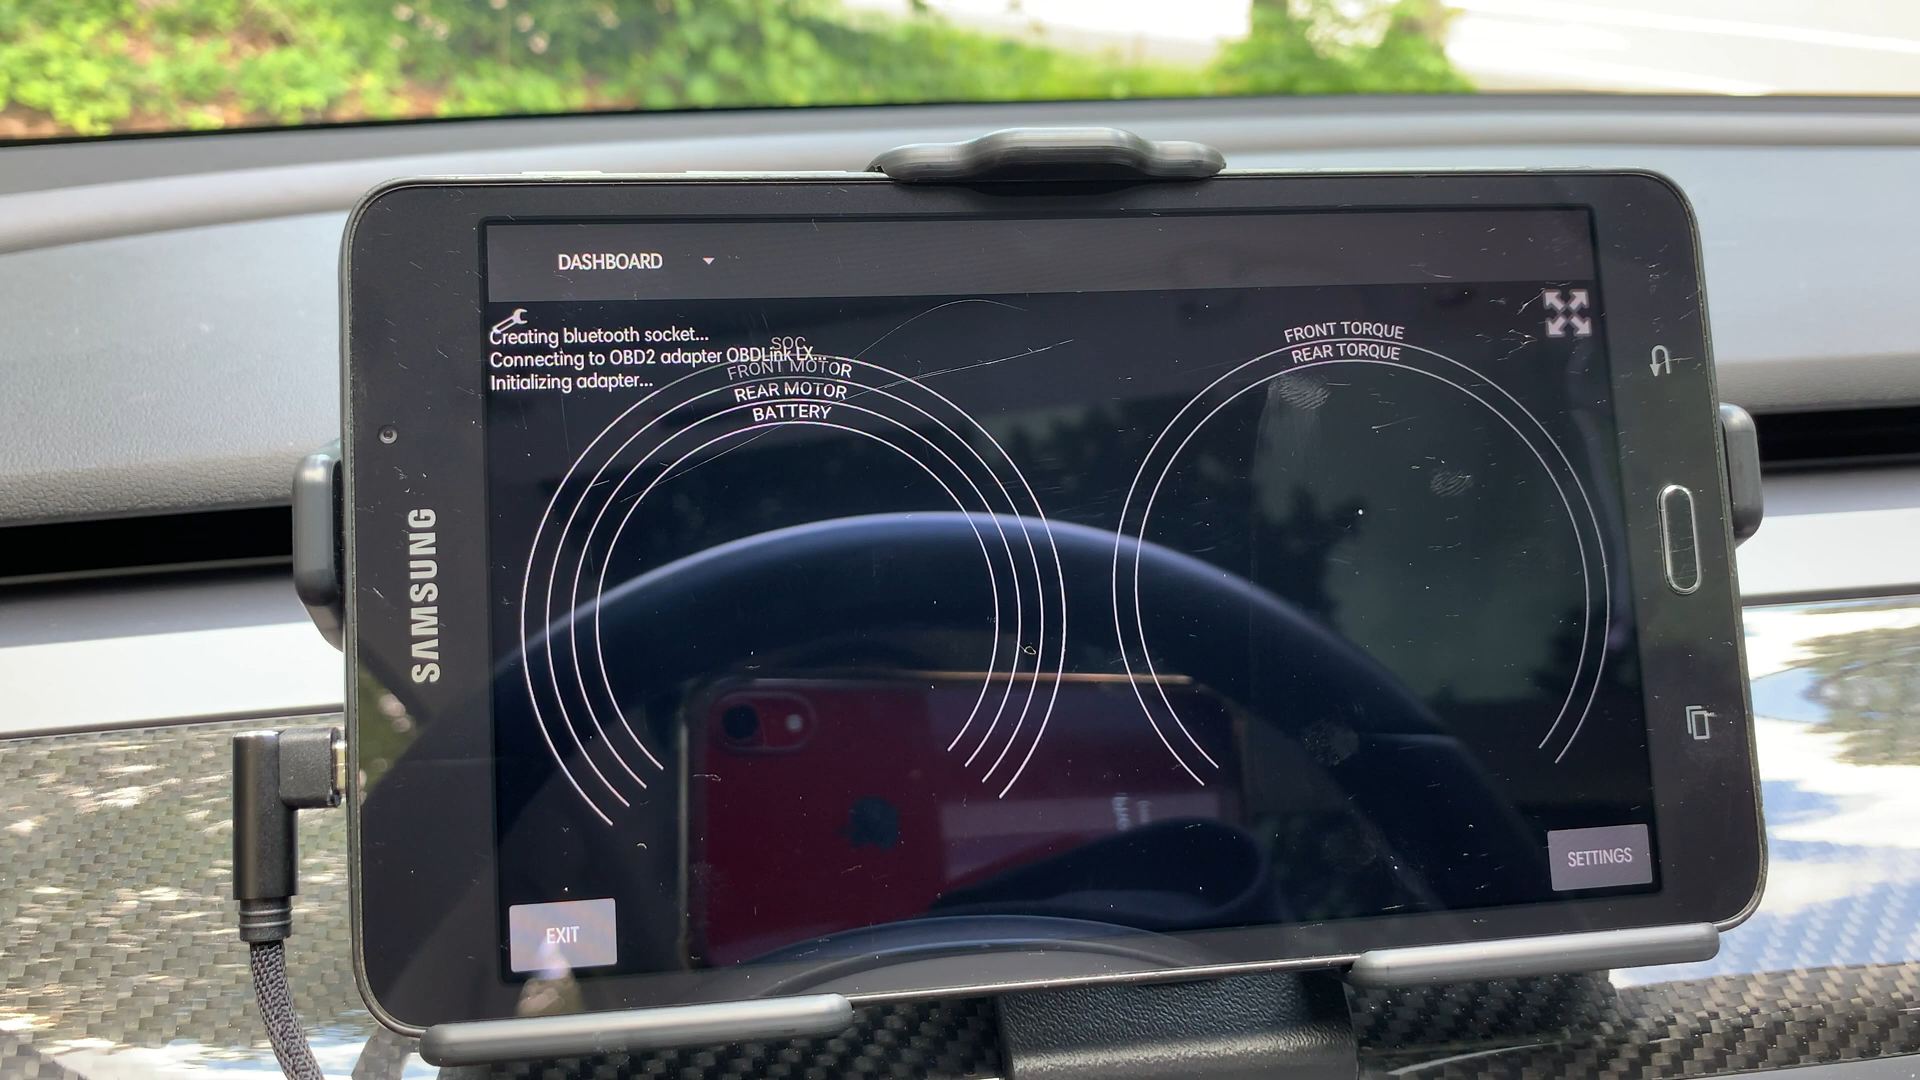 DASHBOARD
Creating bluetooth socket...
Connecting to OBD2 adapter OBDLink LX...
Initializing adapter...
SOC
FRONT MOTOR
REAR MOTOR
BATTERY
FRONT TORQUE
REAR TORQUE
SAMSUNG
SETTINGS
EXIT